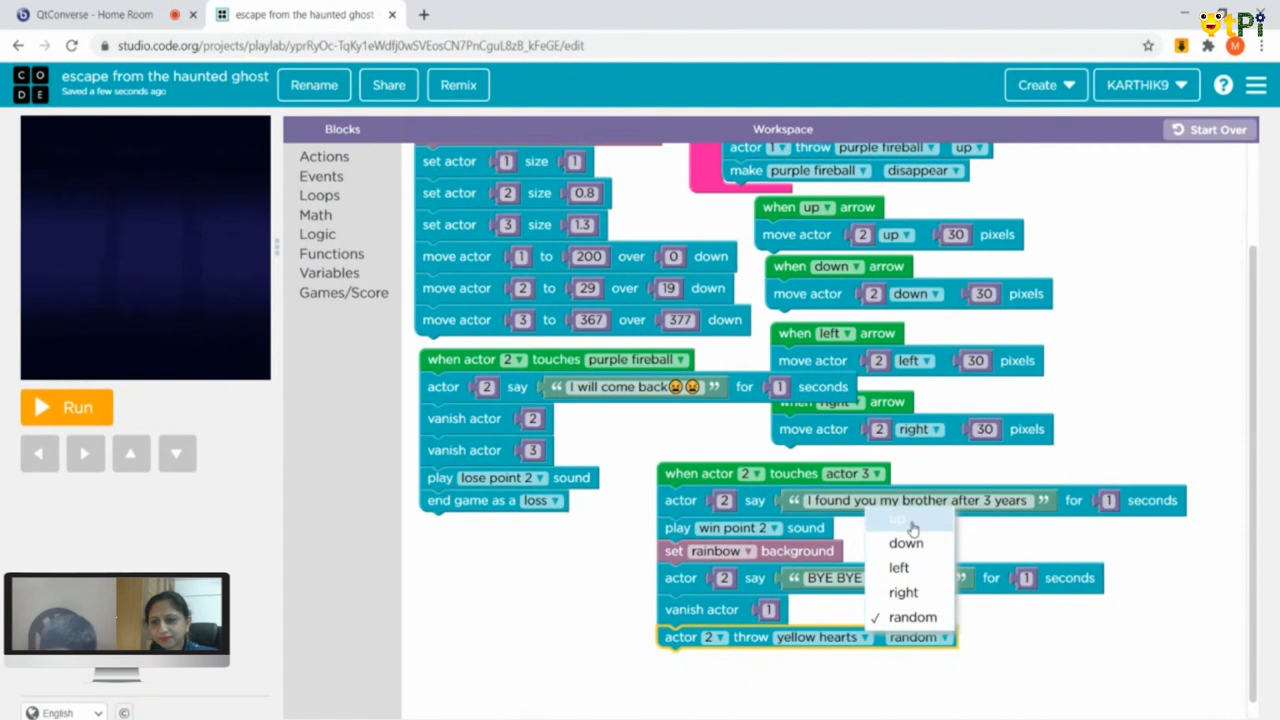 QtConverse - Home Room
escape from the haunted ghost
QtPi
studio.code.org/projects/playlab/yprRyOc-TqKy1eWdfj0wSVEosCN7PnCguL8zB_kFeGE/edit
M
C O
D E
escape from the haunted ghost
Saved a few seconds ago
Rename
Share
Remix
Create
KARTHIK9
?
Blocks
Workspace
Start Over
Actions
Events
Loops
Math
Logic
Functions
Variables
Games/Score
set actor 1 size 1
set actor 2 size 0.8
set actor 3 size 1.3
move actor 1 to 200 over 0 down
move actor 2 to 29 over 19 down
move actor 3 to 367 over 377 down
when actor 2 touches purple fireball
actor 2 say “ I will come back😫😫 ” for 1 seconds
vanish actor 2
vanish actor 3
play lose point 2 sound
end game as a loss
actor 1 throw purple fireball up
make purple fireball disappear
when up arrow
move actor 2 up 30 pixels
when down arrow
move actor 2 down 30 pixels
when left arrow
move actor 2 left 30 pixels
when right arrow
move actor 2 right 30 pixels
when actor 2 touches actor 3
actor 2 say “ I found you my brother after 3 years ” for 1 seconds
play win point 2 sound
set rainbow background
actor 2 say “ BYE BYE ” for 1 seconds
vanish actor 1
actor 2 throw yellow hearts random
up
down
left
right
✓ random
Run
English
©